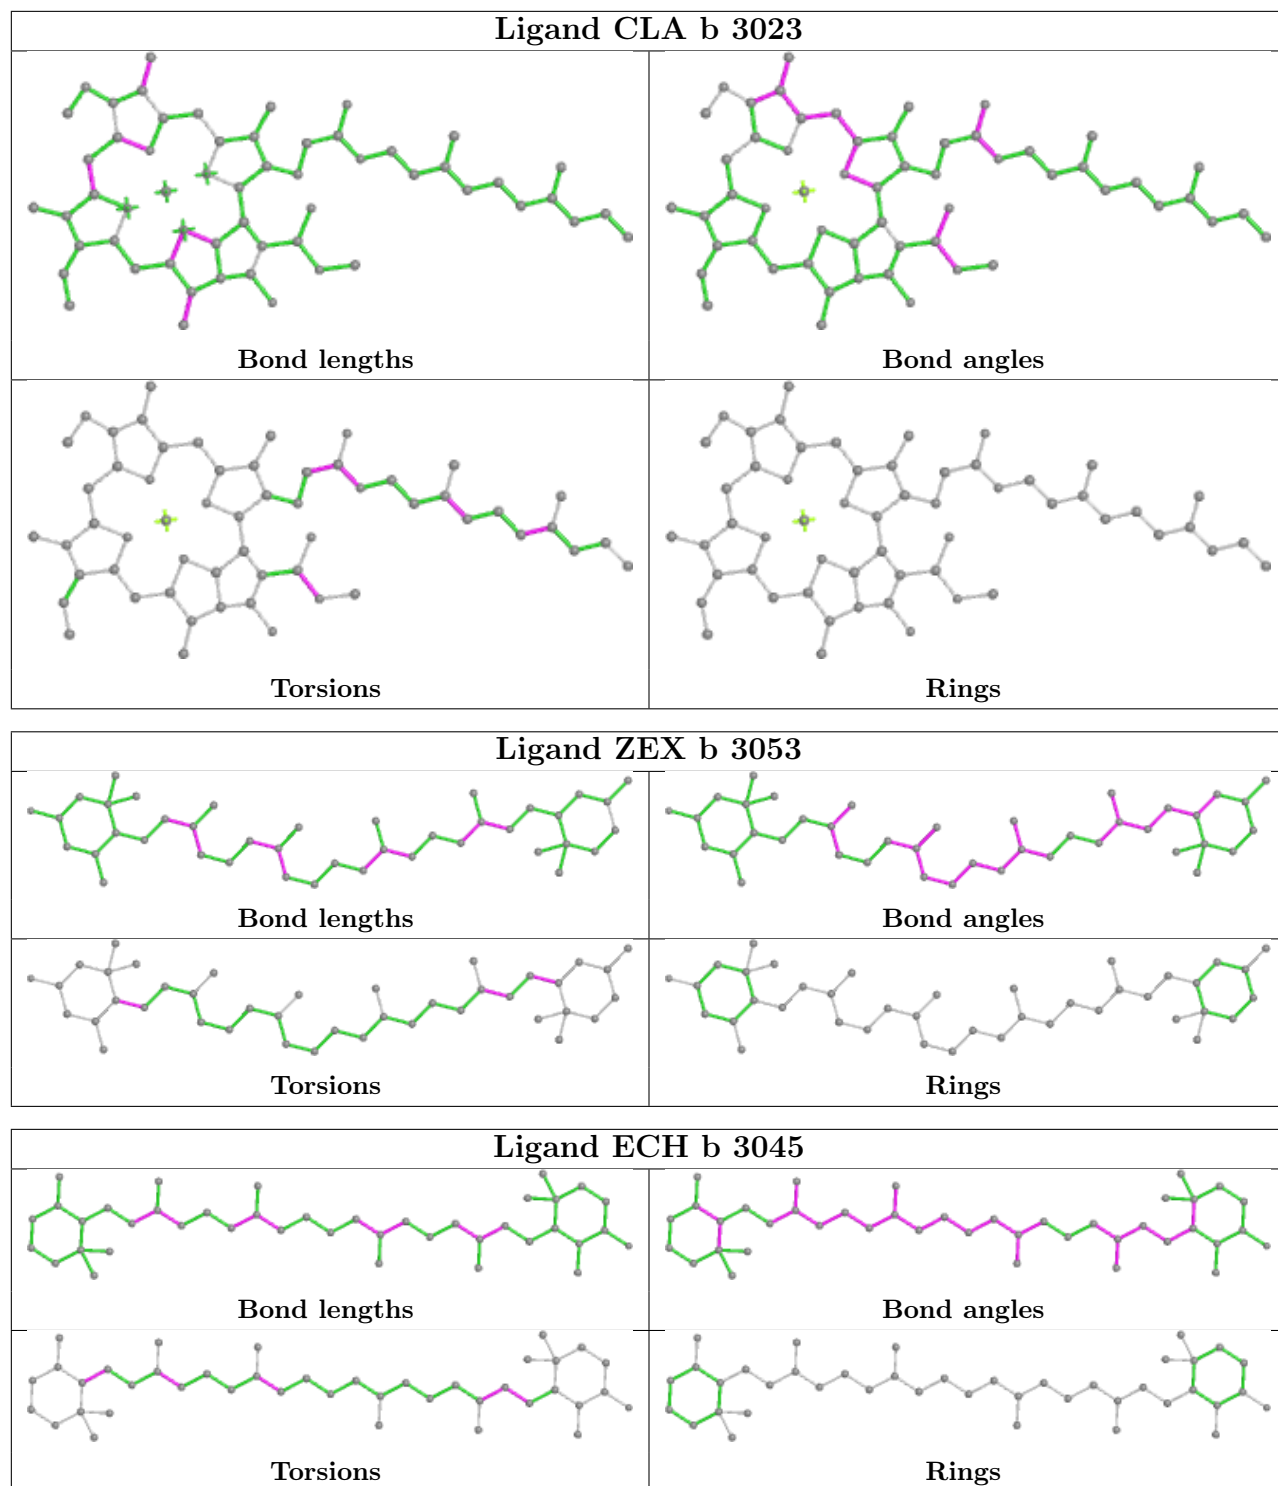 Ligand CLA b 3023
Bond lengths
Bond angles
Torsions
Rings
Ligand ZEX b 3053
Bond lengths
Bond angles
Torsions
Rings
Ligand ECH b 3045
Bond lengths
Bond angles
Torsions
Rings